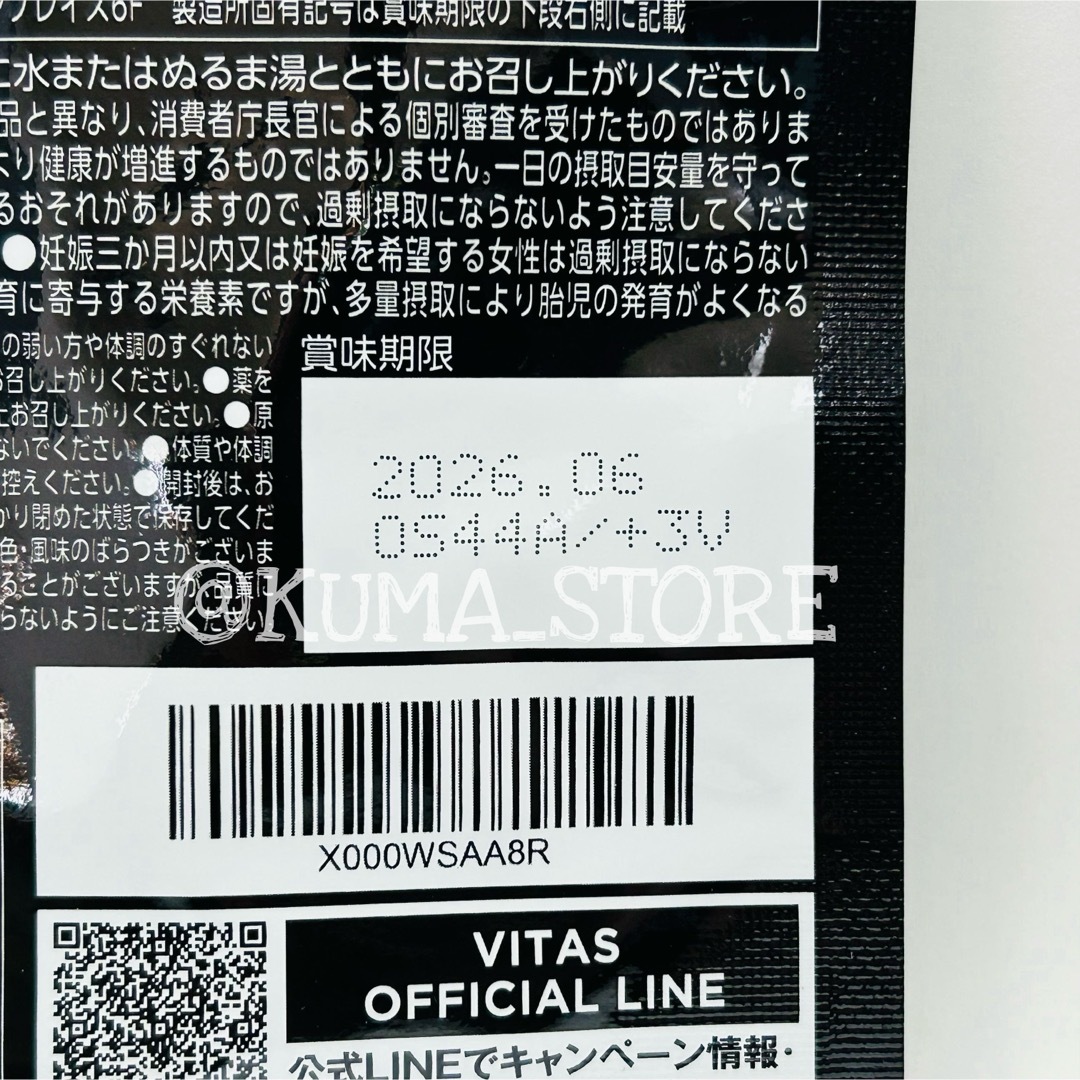 プレイス6F 製造所固有記号は賞味期限の下段右側に記載
に水またはぬるま湯とともにお召し上がりください。
品と異なり、消費者庁長官による個別審査を受けたものではありま
より健康が増進するものではありません。一日の摂取目安量を守って
るおそれがありますので、過剰摂取にならないよう注意してくださ
●妊娠三か月以内又は妊娠を希望する女性は過剰摂取にならない
育に寄与する栄養素ですが、多量摂取により胎児の発育がよくなる
の弱い方や体調のすぐれない
お召し上がりください。●薬を
上お召し上がりください。●原
ないでください。●体質や体調
控えください。●開封後は、お
かり閉めた状態で保存してくだ
色・風味のばらつきがございま
ることがございますが、品質に
らないようにご注意ください。
賞味期限
2026.06
0544A/+3V
@KUMA_STORE
X000WSAA8R
VITAS
OFFICIAL LINE
公式LINEでキャンペーン情報・